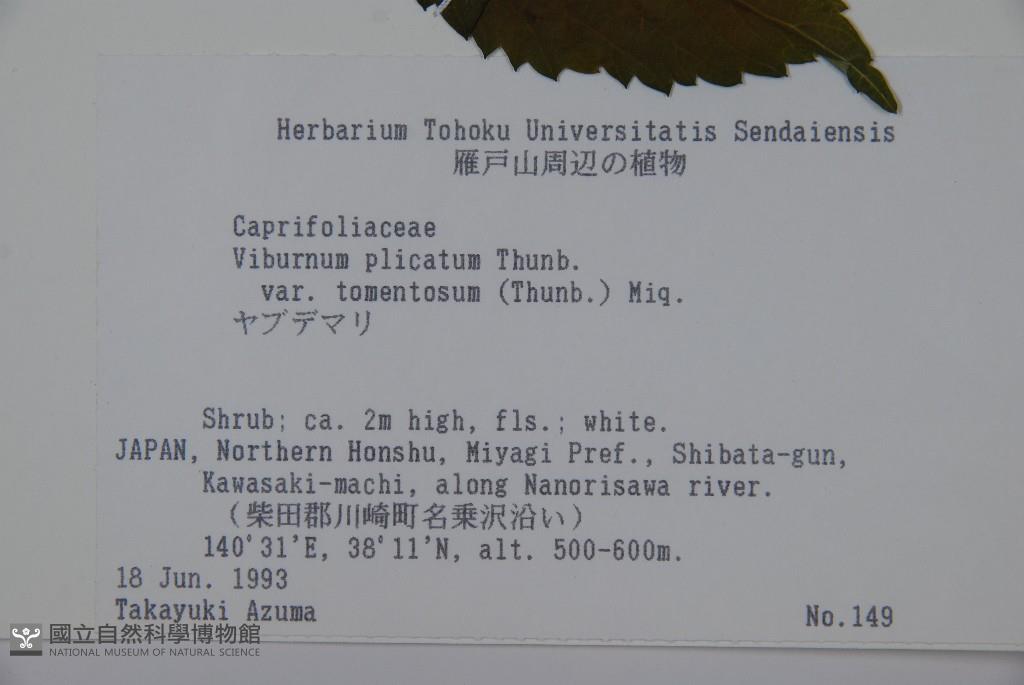 Herbarium Tohoku Universitatis Sendaiensis
雁戸山周辺の植物
Caprifoliaceae
Viburnum plicatum Thunb.
var. tomentosum (Thunb.) Miq.
ヤブデマリ
Shrub; ca. 2m high, fls.; white.
JAPAN, Northern Honshu, Miyagi Pref., Shibata-gun,
Kawasaki-machi, along Nanorisawa river.
(柴田郡川崎町名乗沢沿い)
140°31'E, 38°11'N, alt. 500-600m.
18 Jun. 1993
Takayuki Azuma No.149
國立自然科學博物館
NATIONAL MUSEUM OF NATURAL SCIENCE